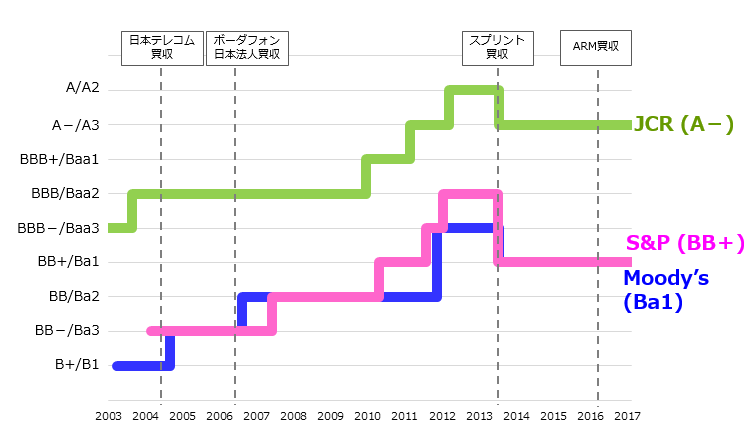 日本テレコム
買収
ボーダフォン
日本法人買収
スプリント
買収
ARM買収
A/A2
A－/A3
BBB+/Baa1
BBB/Baa2
BBB－/Baa3
BB+/Ba1
BB/Ba2
BB－/Ba3
B+/B1
JCR (A－)
S&P (BB+)
Moody's
(Ba1)
2003 2004 2005 2006 2007 2008 2009 2010 2011 2012 2013 2014 2015 2016 2017